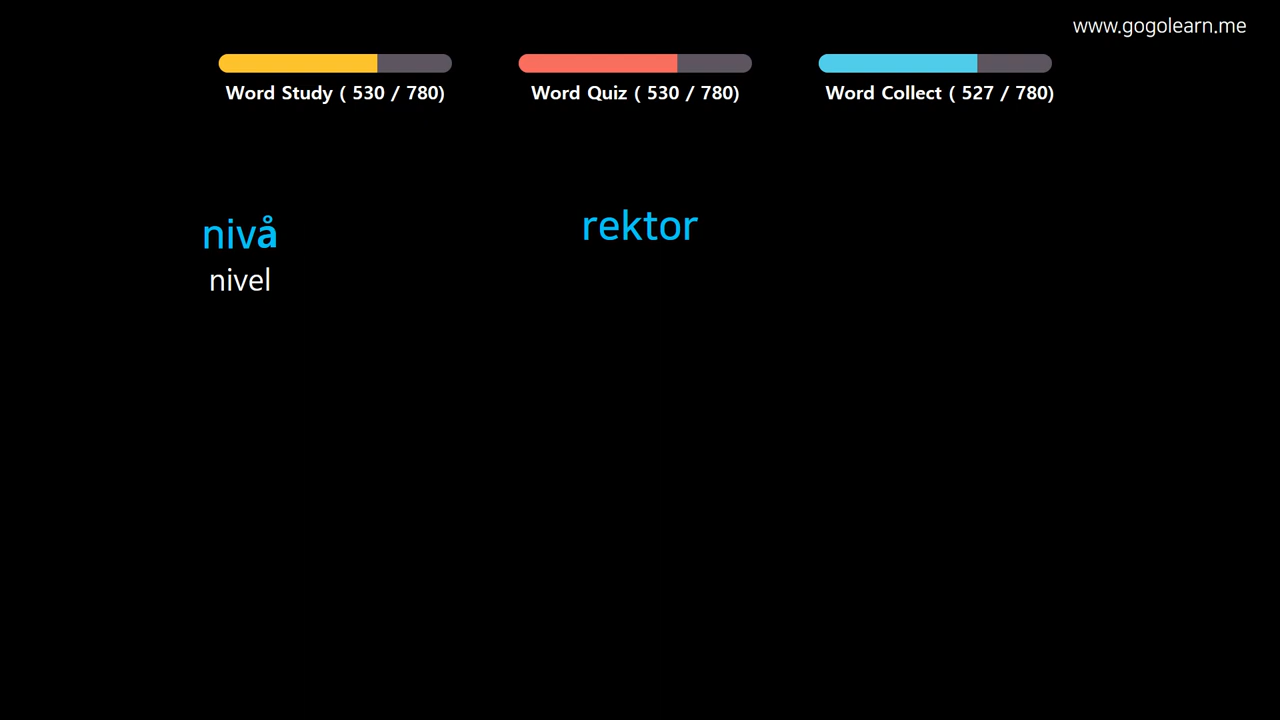 www.gogolearn.me
Word Study ( 530 / 780)
Word Quiz ( 530 / 780)
Word Collect ( 527 / 780)
nivå
nivel
rektor